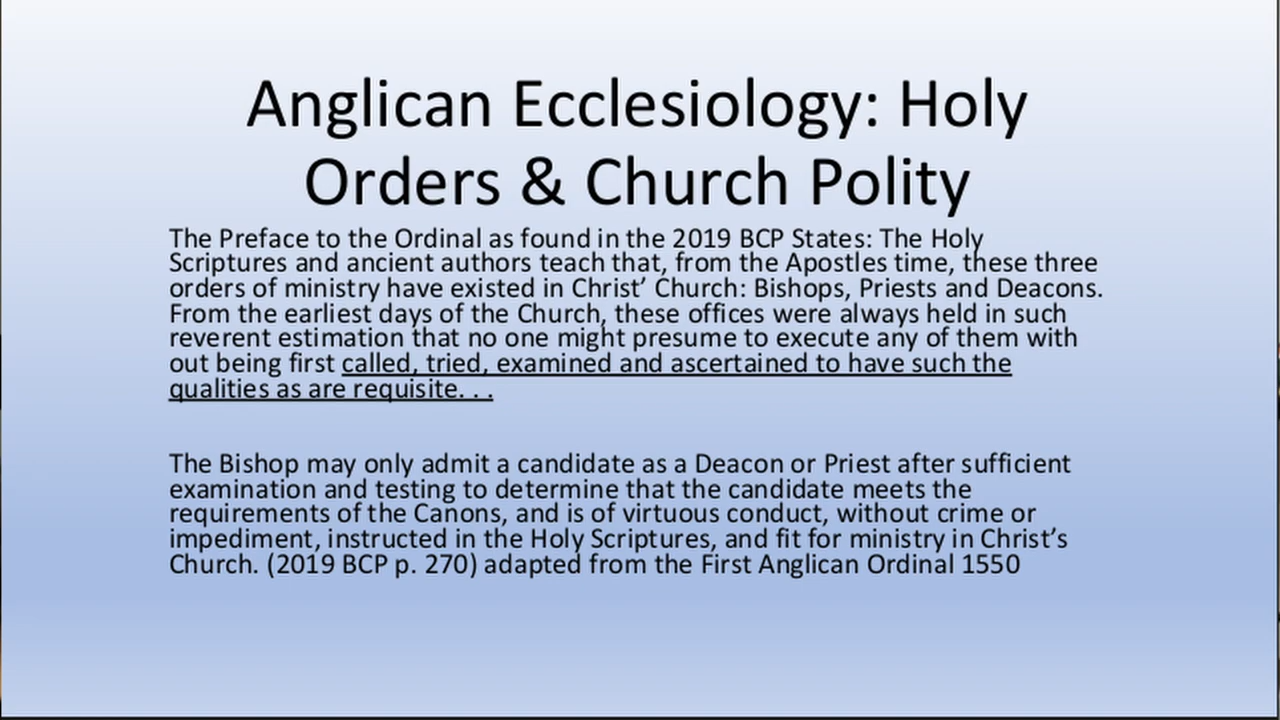 Anglican Ecclesiology: Holy
Orders & Church Polity
The Preface to the Ordinal as found in the 2019 BCP States: The Holy
Scriptures and ancient authors teach that, from the Apostles time, these three
orders of ministry have existed in Christ’ Church: Bishops, Priests and Deacons.
From the earliest days of the Church, these offices were always held in such
reverent estimation that no one might presume to execute any of them with
out being first called, tried, examined and ascertained to have such the
qualities as are requisite. . .
The Bishop may only admit a candidate as a Deacon or Priest after sufficient
examination and testing to determine that the candidate meets the
requirements of the Canons, and is of virtuous conduct, without crime or
impediment, instructed in the Holy Scriptures, and fit for ministry in Christ’s
Church. (2019 BCP p. 270) adapted from the First Anglican Ordinal 1550